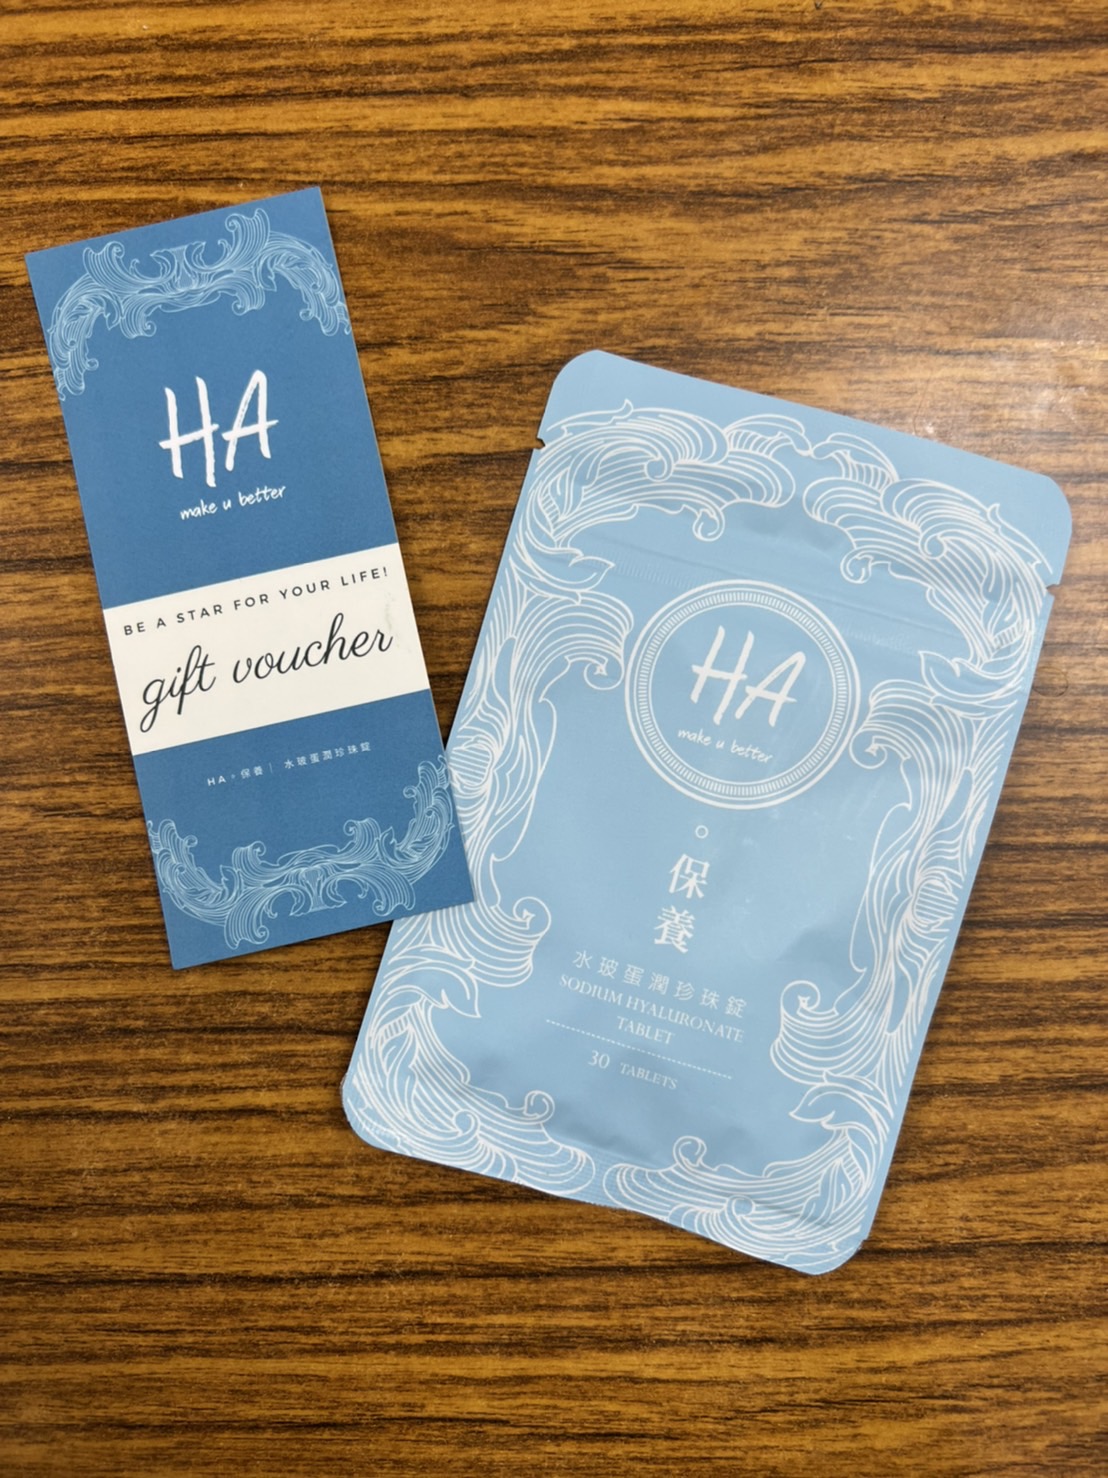 HA
make u better
BE A STAR FOR YOUR LIFE!
gift voucher
HA。保養｜ 水玻蛋潤珍珠錠
HA
make u better
。保養
水玻蛋潤珍珠錠
SODIUM HYALURONATE
TABLET
30 TABLETS